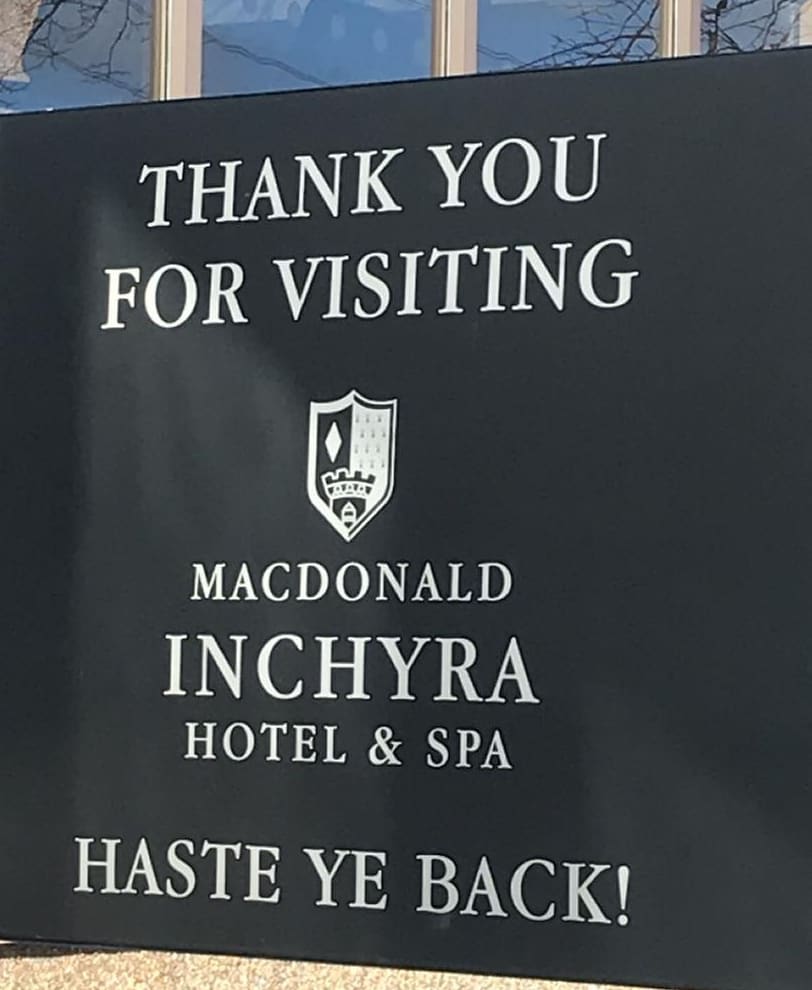 THANK YOU
FOR VISITING
MACDONALD
INCHYRA
HOTEL & SPA
HASTE YE BACK!